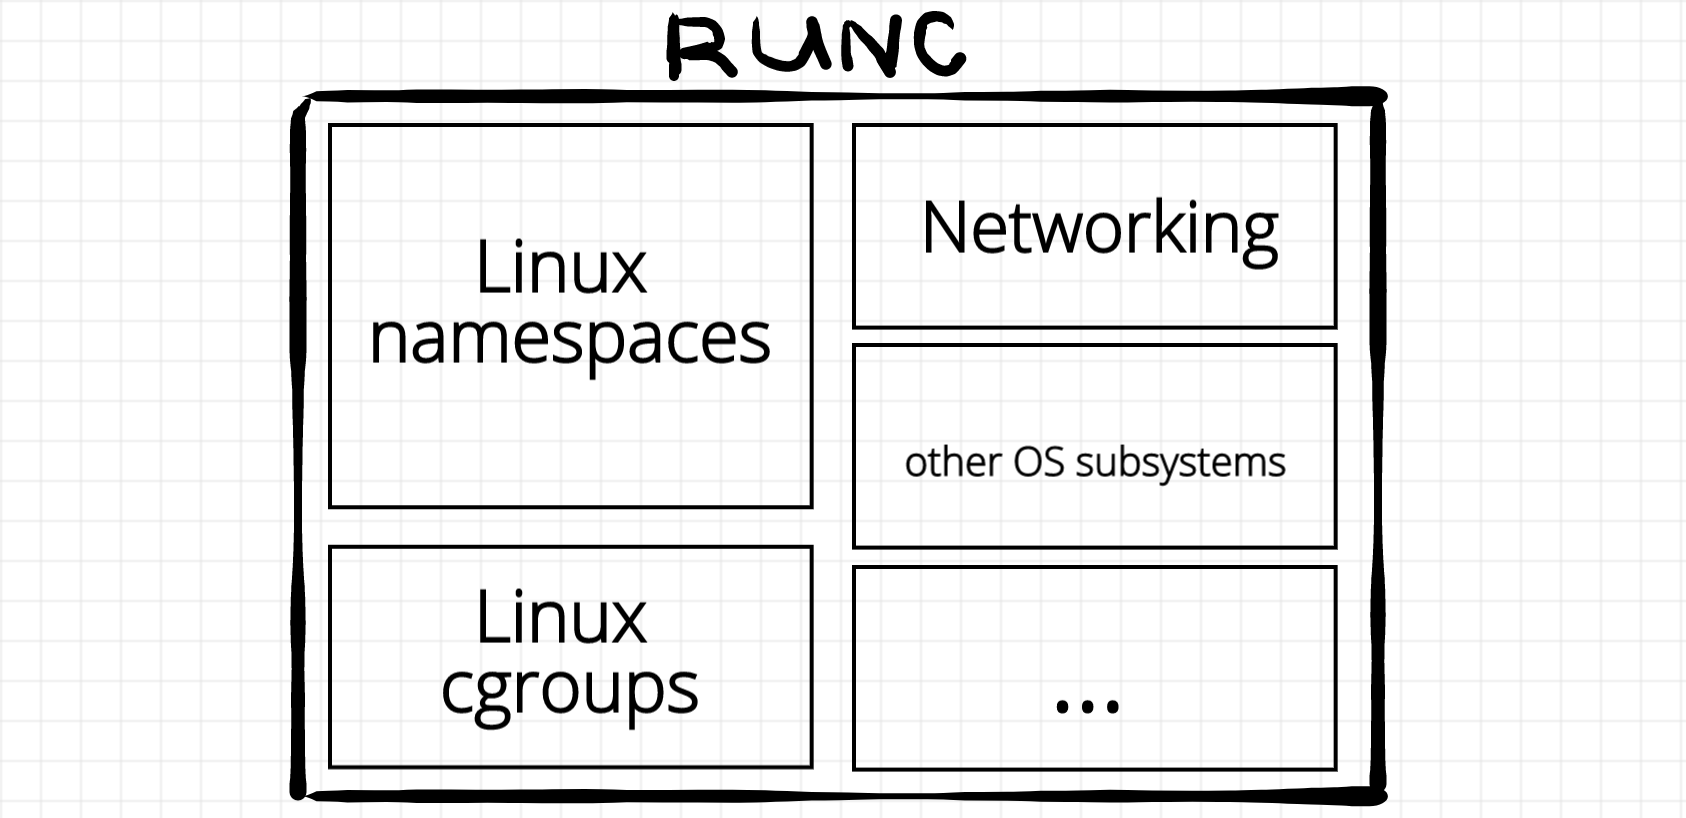 RUNC
Linux
namespaces
Linux
cgroups
Networking
other OS subsystems
...